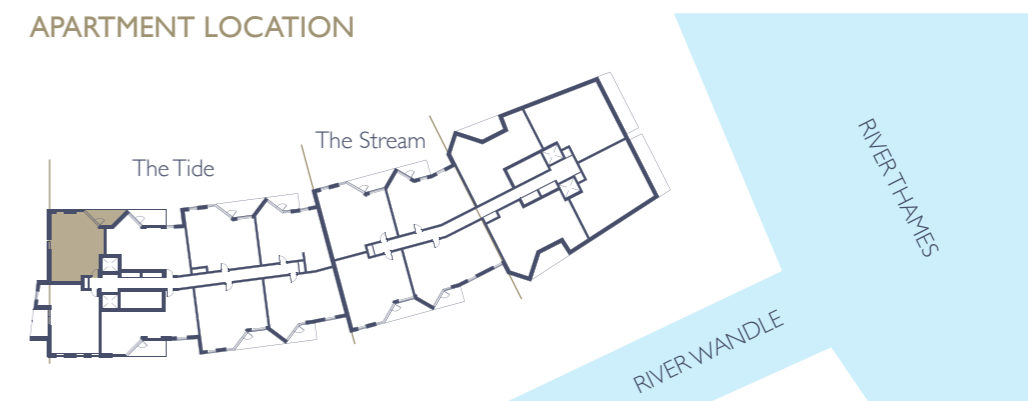 APARTMENT LOCATION
The Stream
The Tide
RIVER THAMES
RIVER WANDLE